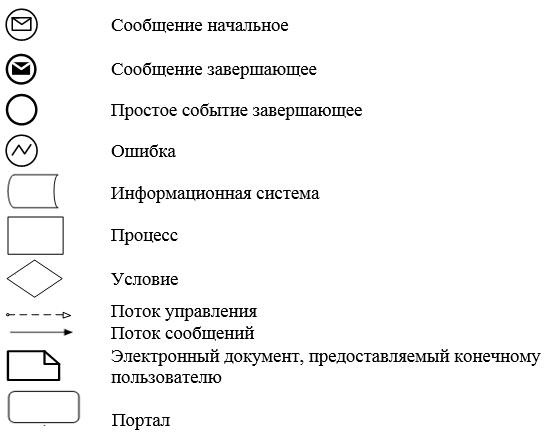 Сообщение начальное
Сообщение завершающее
Простое событие завершающее
Ошибка
Информационная система
Процесс
Условие
Поток управления
Поток сообщений
Электронный документ, предоставляемый конечному
пользователю
Портал